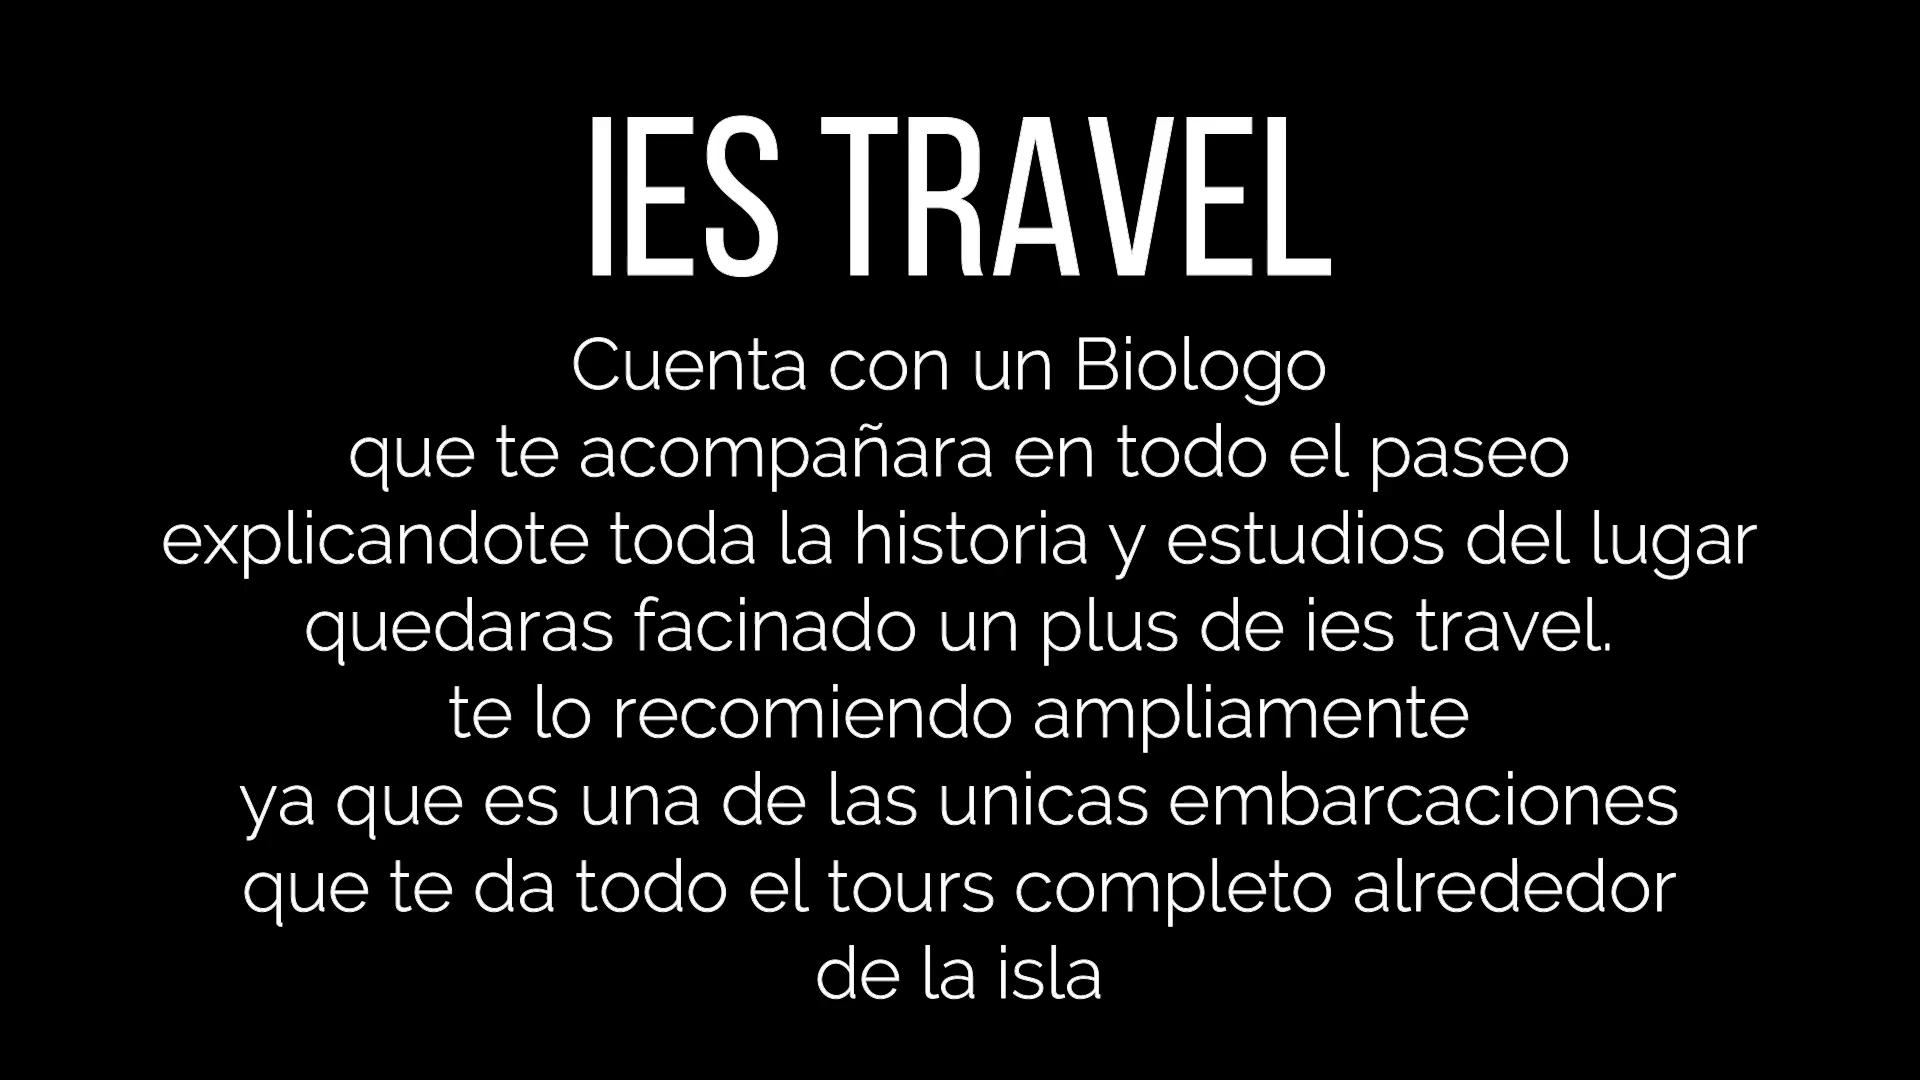 IES TRAVEL
Cuenta con un Biologo
que te acompañara en todo el paseo
explicandote toda la historia y estudios del lugar
quedaras facinado un plus de ies travel.
te lo recomiendo ampliamente
ya que es una de las unicas embarcaciones
que te da todo el tours completo alrededor
de la isla